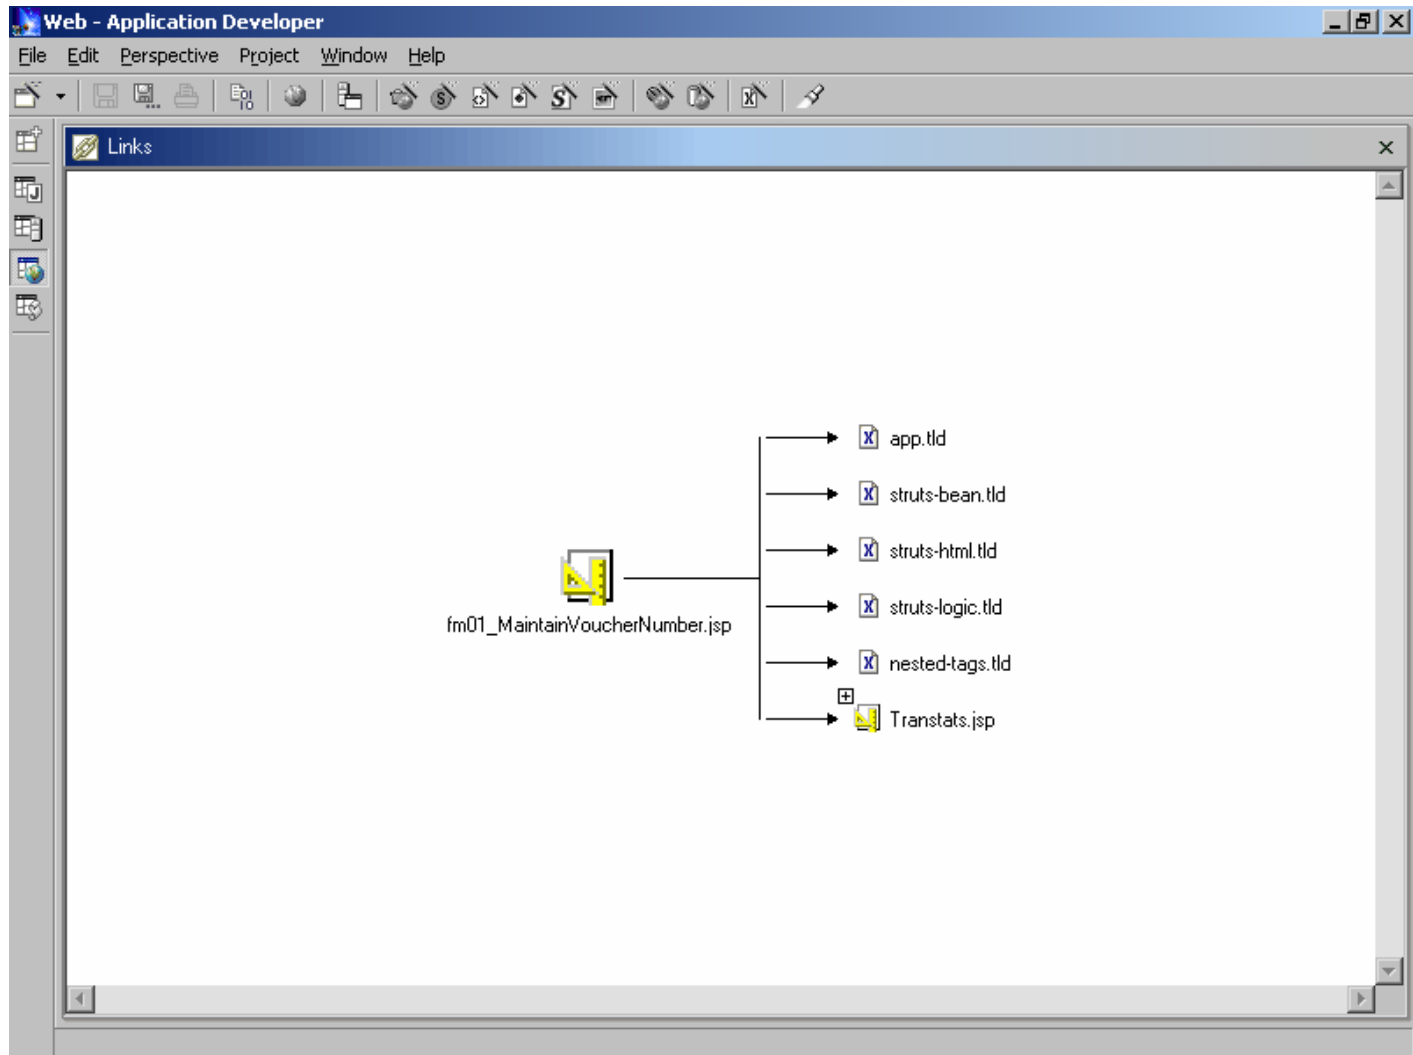 Web - Application Developer
File Edit Perspective Project Window Help
Links
app.tld
struts-bean.tld
struts-html.tld
fm01_MaintainVoucherNumber.jsp
struts-logic.tld
nested-tags.tld
Transtats.jsp